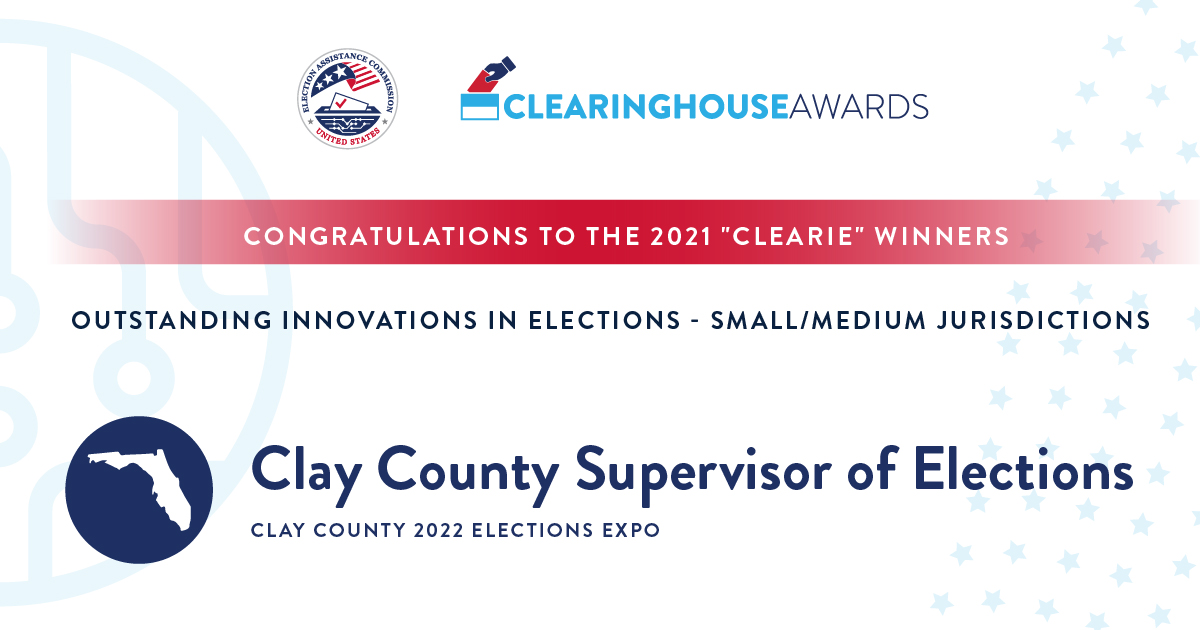 ELECTION ASSISTANCE COMMISSION
UNITED STATES
CLEARINGHOUSEAWARDS
CONGRATULATIONS TO THE 2021 "CLEARIE" WINNERS
OUTSTANDING INNOVATIONS IN ELECTIONS - SMALL/MEDIUM JURISDICTIONS
Clay County Supervisor of Elections
CLAY COUNTY 2022 ELECTIONS EXPO